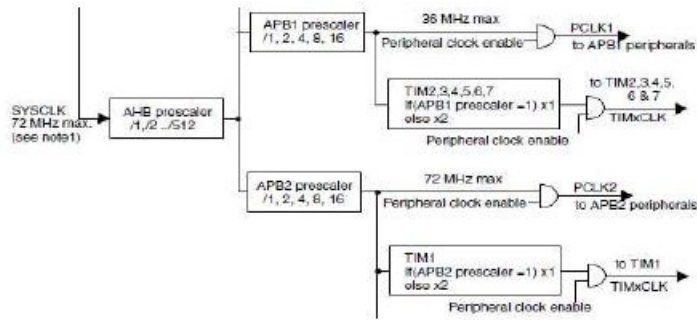 APB1 prescaler
/1, 2, 4, 8, 16
36 MHz max
Peripheral clock enable
PCLK1
to APB1 peripherals
TIM2,3,4,5,6,7
If(APB1 prescaler =1) x1
else x2
to TIM2,3,4,5,
6 & 7
TIMxCLK
Peripheral clock enable
SYSCLK
72 MHz max.
(see note1)
AHB prescaler
/1,/2 ../512
APB2 prescaler
/1, 2, 4, 8, 16
72 MHz max
Peripheral clock enable
PCLK2
to APB2 peripherals
TIM1
If(APB2 prescaler =1) x1
else x2
to TIM1
TIMxCLK
Peripheral clock enable